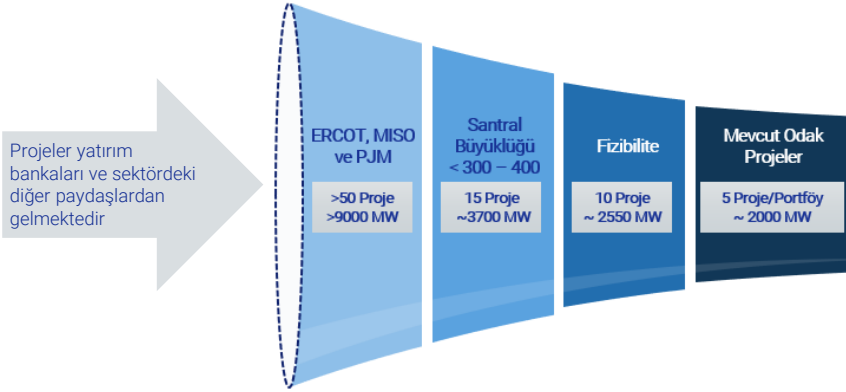 Projeler yatırım
bankaları ve sektördeki
diğer paydaşlardan
gelmektedir
ERCOT, MISO
ve PJM
>50 Proje
>9000 MW
Santral
Büyüklüğü
< 300 – 400
15 Proje
~3700 MW
Fizibilite
10 Proje
~ 2550 MW
Mevcut Odak
Projeler
5 Proje/Portföy
~ 2000 MW